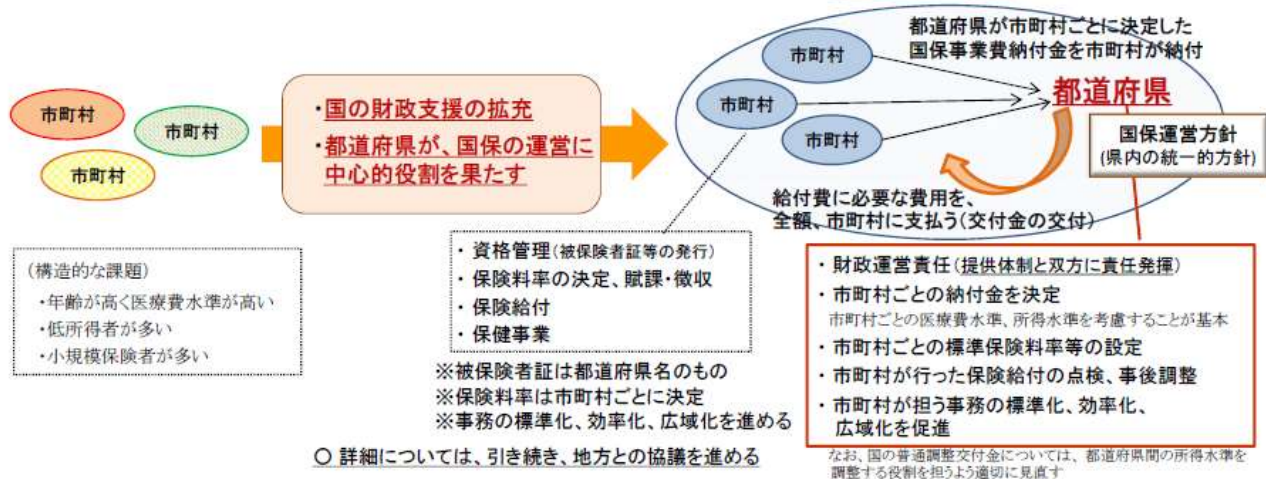 市町村
市町村
市町村
・国の財政支援の拡充
・都道府県が、国保の運営に
中心的役割を果たす
都道府県が市町村ごとに決定した
国保事業費納付金を市町村が納付
市町村
市町村
市町村
都道府県
国保運営方針
(県内の統一的方針)
給付費に必要な費用を、
全額、市町村に支払う(交付金の交付)
(構造的な課題)
・年齢が高く医療費水準が高い
・低所得者が多い
・小規模保険者が多い
・ 資格管理(被保険者証等の発行)
・ 保険料率の決定、賦課・徴収
・ 保険給付
・ 保健事業
※被保険者証は都道府県名のもの
※保険料率は市町村ごとに決定
※事務の標準化、効率化、広域化を進める
○ 詳細については、引き続き、地方との協議を進める
・ 財政運営責任(提供体制と双方に責任発揮)
・ 市町村ごとの納付金を決定
市町村ごとの医療費水準、所得水準を考慮することが基本
・ 市町村ごとの標準保険料率等の設定
・ 市町村が行った保険給付の点検、事後調整
・ 市町村が担う事務の標準化、効率化、
広域化を促進
なお、国の普通調整交付金については、都道府県間の所得水準を
調整する役割を担うよう適切に見直す